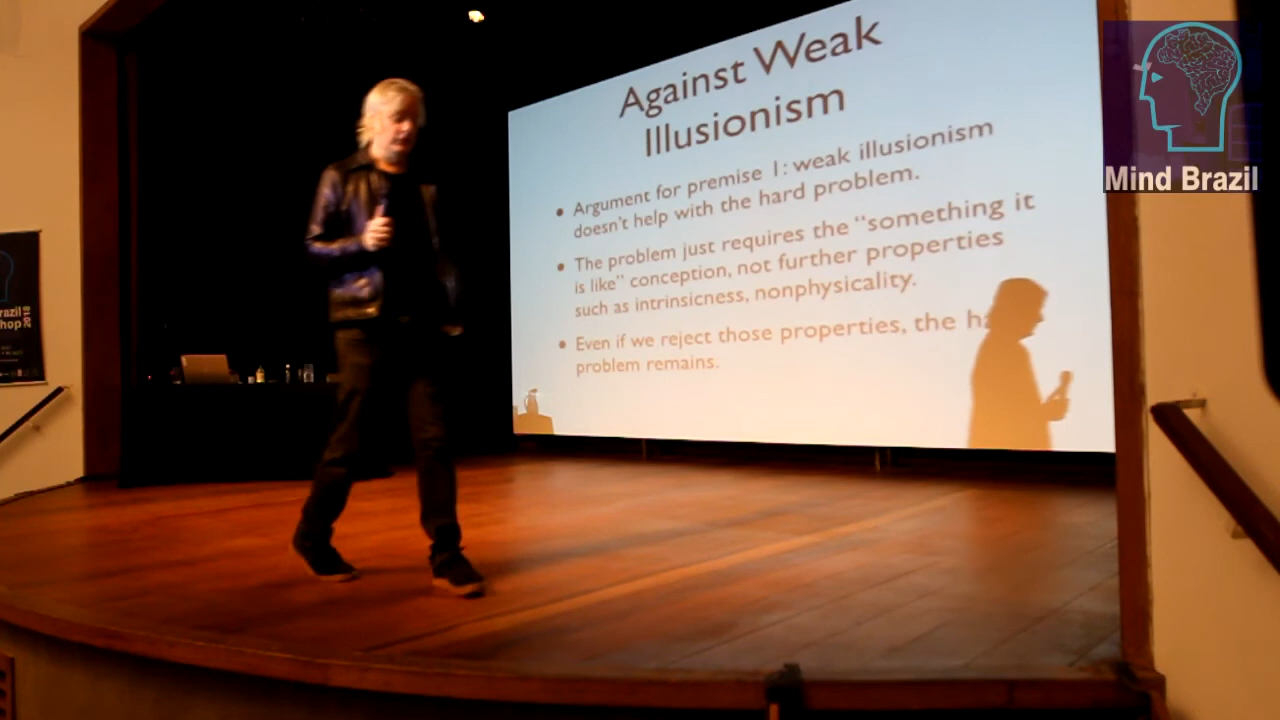 Against Weak
Illusionism
• Argument for premise 1: weak illusionism
doesn't help with the hard problem.
• The problem just requires the "something it
is like" conception, not further properties
such as intrinsicness, nonphysicality.
• Even if we reject those properties, the
problem remains.
Mind Brazil
2018